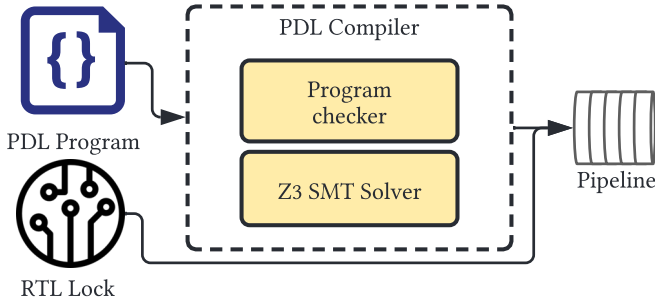 PDL Compiler
Program
checker
PDL Program
Z3 SMT Solver
Pipeline
RTL Lock